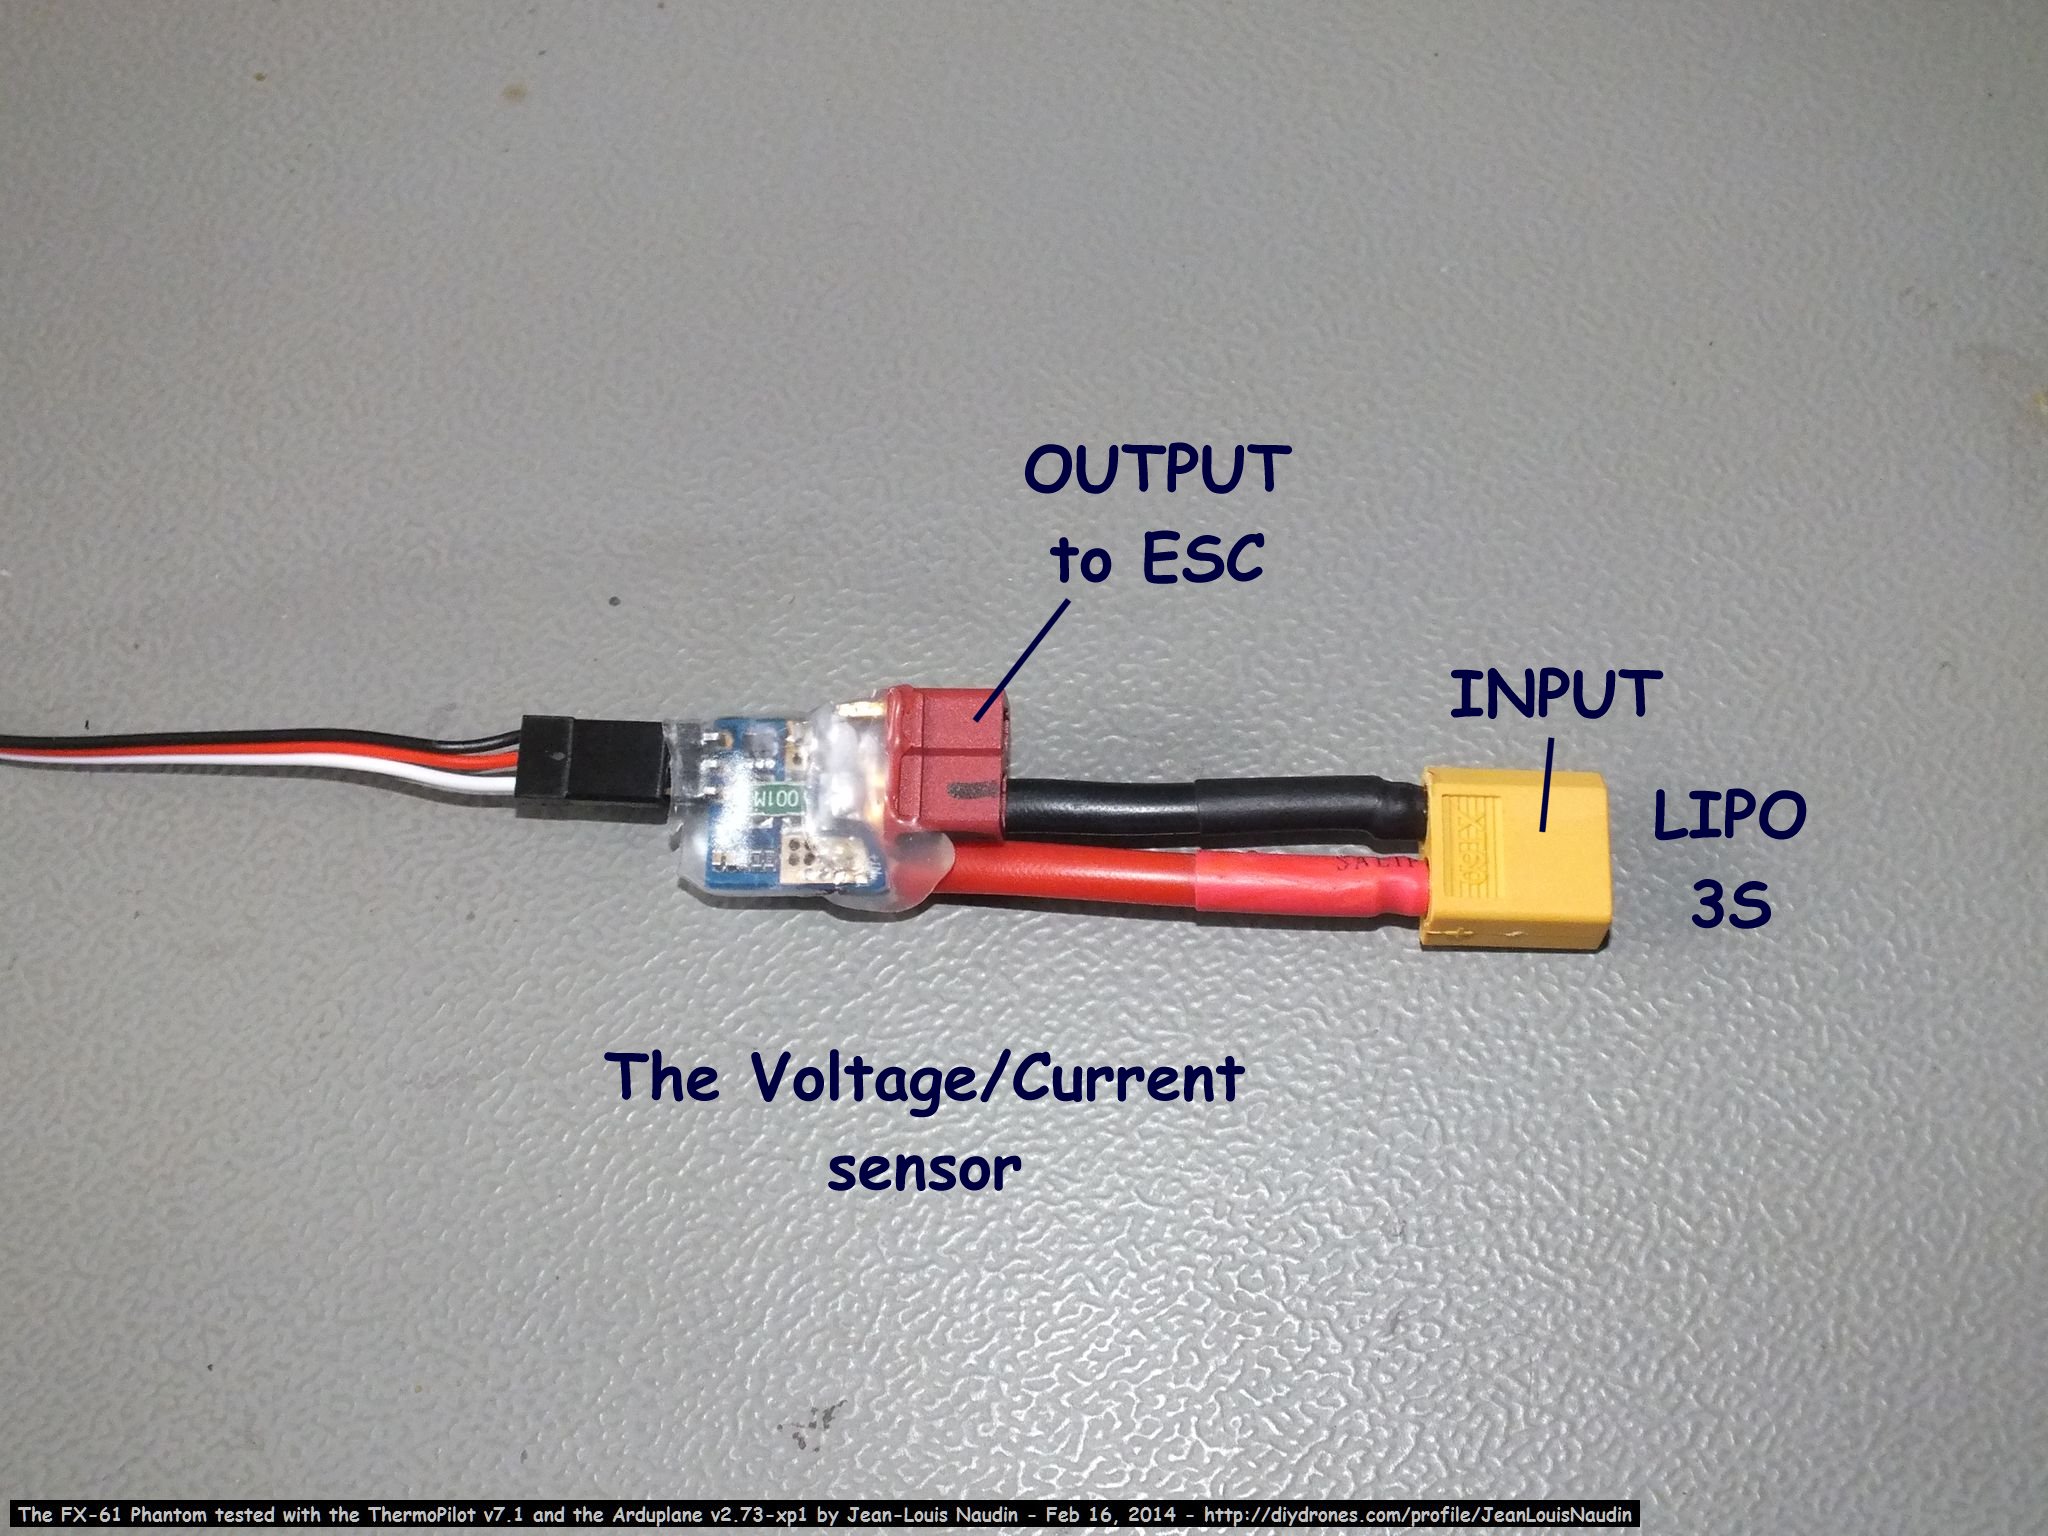 OUTPUT
to ESC
INPUT
LIPO
3S
The Voltage/Current
sensor
The FX-61 Phantom tested with the ThermoPilot v7.1 and the Arduplane v2.73-xp1 by Jean-Louis Naudin - Feb 16, 2014 - http://diydrones.com/profile/JeanLouisNaudin